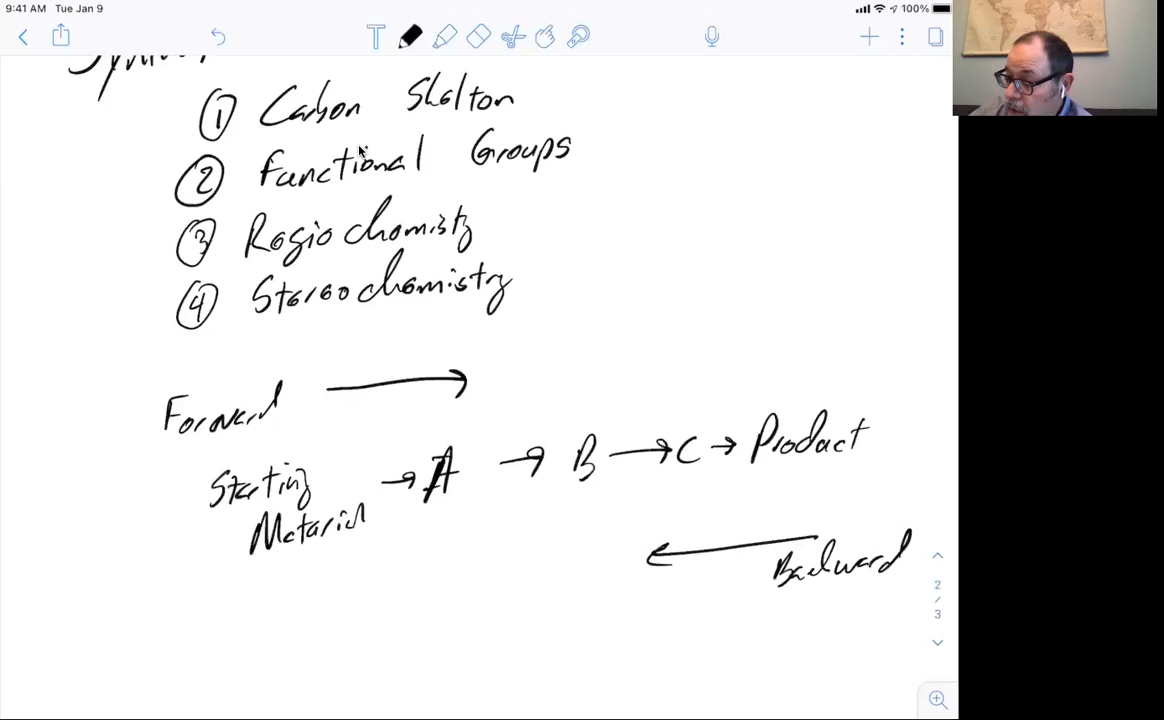 9:41 AM Tue Jan 9
100%
① Carbon Skelton
② Functional Groups
③ Regiochemistry
④ Stereochemistry
Forward →
Starting → A → B → C → Product
Material
← Backward
2
/
3